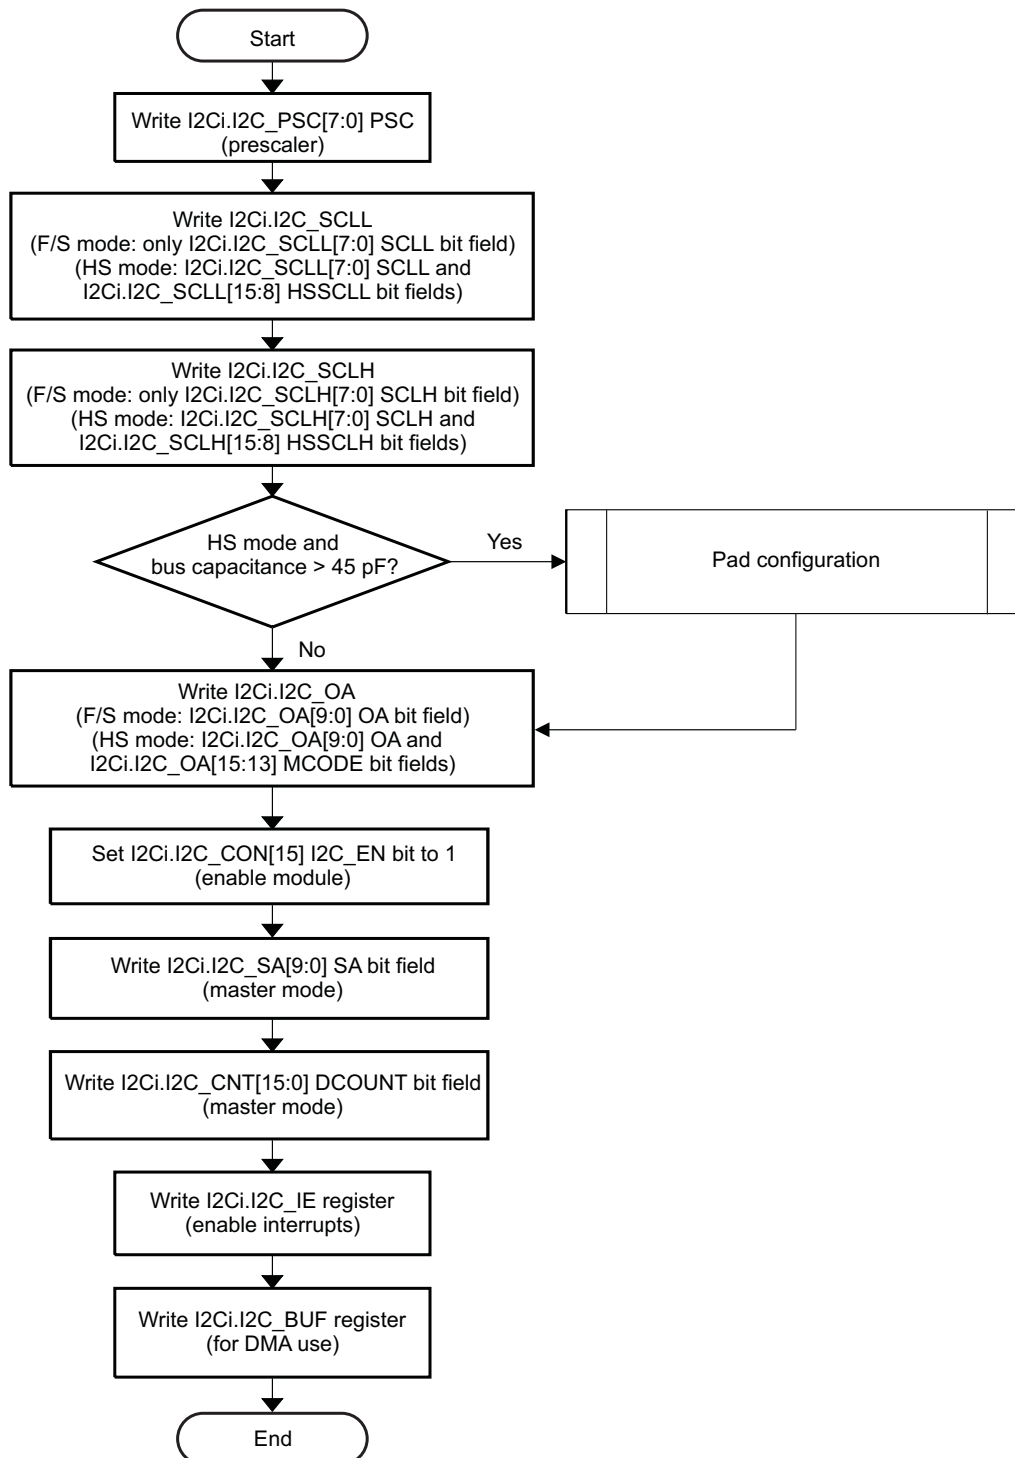 Start
Write I2Ci.I2C_PSC[7:0] PSC
(prescaler)
Write I2Ci.I2C_SCLL
(F/S mode: only I2Ci.I2C_SCLL[7:0] SCLL bit field)
(HS mode: I2Ci.I2C_SCLL[7:0] SCLL and
I2Ci.I2C_SCLL[15:8] HSSCLL bit fields)
Write I2Ci.I2C_SCLH
(F/S mode: only I2Ci.I2C_SCLH[7:0] SCLH bit field)
(HS mode: I2Ci.I2C_SCLH[7:0] SCLH and
I2Ci.I2C_SCLH[15:8] HSSCLH bit fields)
HS mode and
bus capacitance > 45 pF?
Yes
Pad configuration
No
Write I2Ci.I2C_OA
(F/S mode: I2Ci.I2C_OA[9:0] OA bit field)
(HS mode: I2Ci.I2C_OA[9:0] OA and
I2Ci.I2C_OA[15:13] MCODE bit fields)
Set I2Ci.I2C_CON[15] I2C_EN bit to 1
(enable module)
Write I2Ci.I2C_SA[9:0] SA bit field
(master mode)
Write I2Ci.I2C_CNT[15:0] DCOUNT bit field
(master mode)
Write I2Ci.I2C_IE register
(enable interrupts)
Write I2Ci.I2C_BUF register
(for DMA use)
End